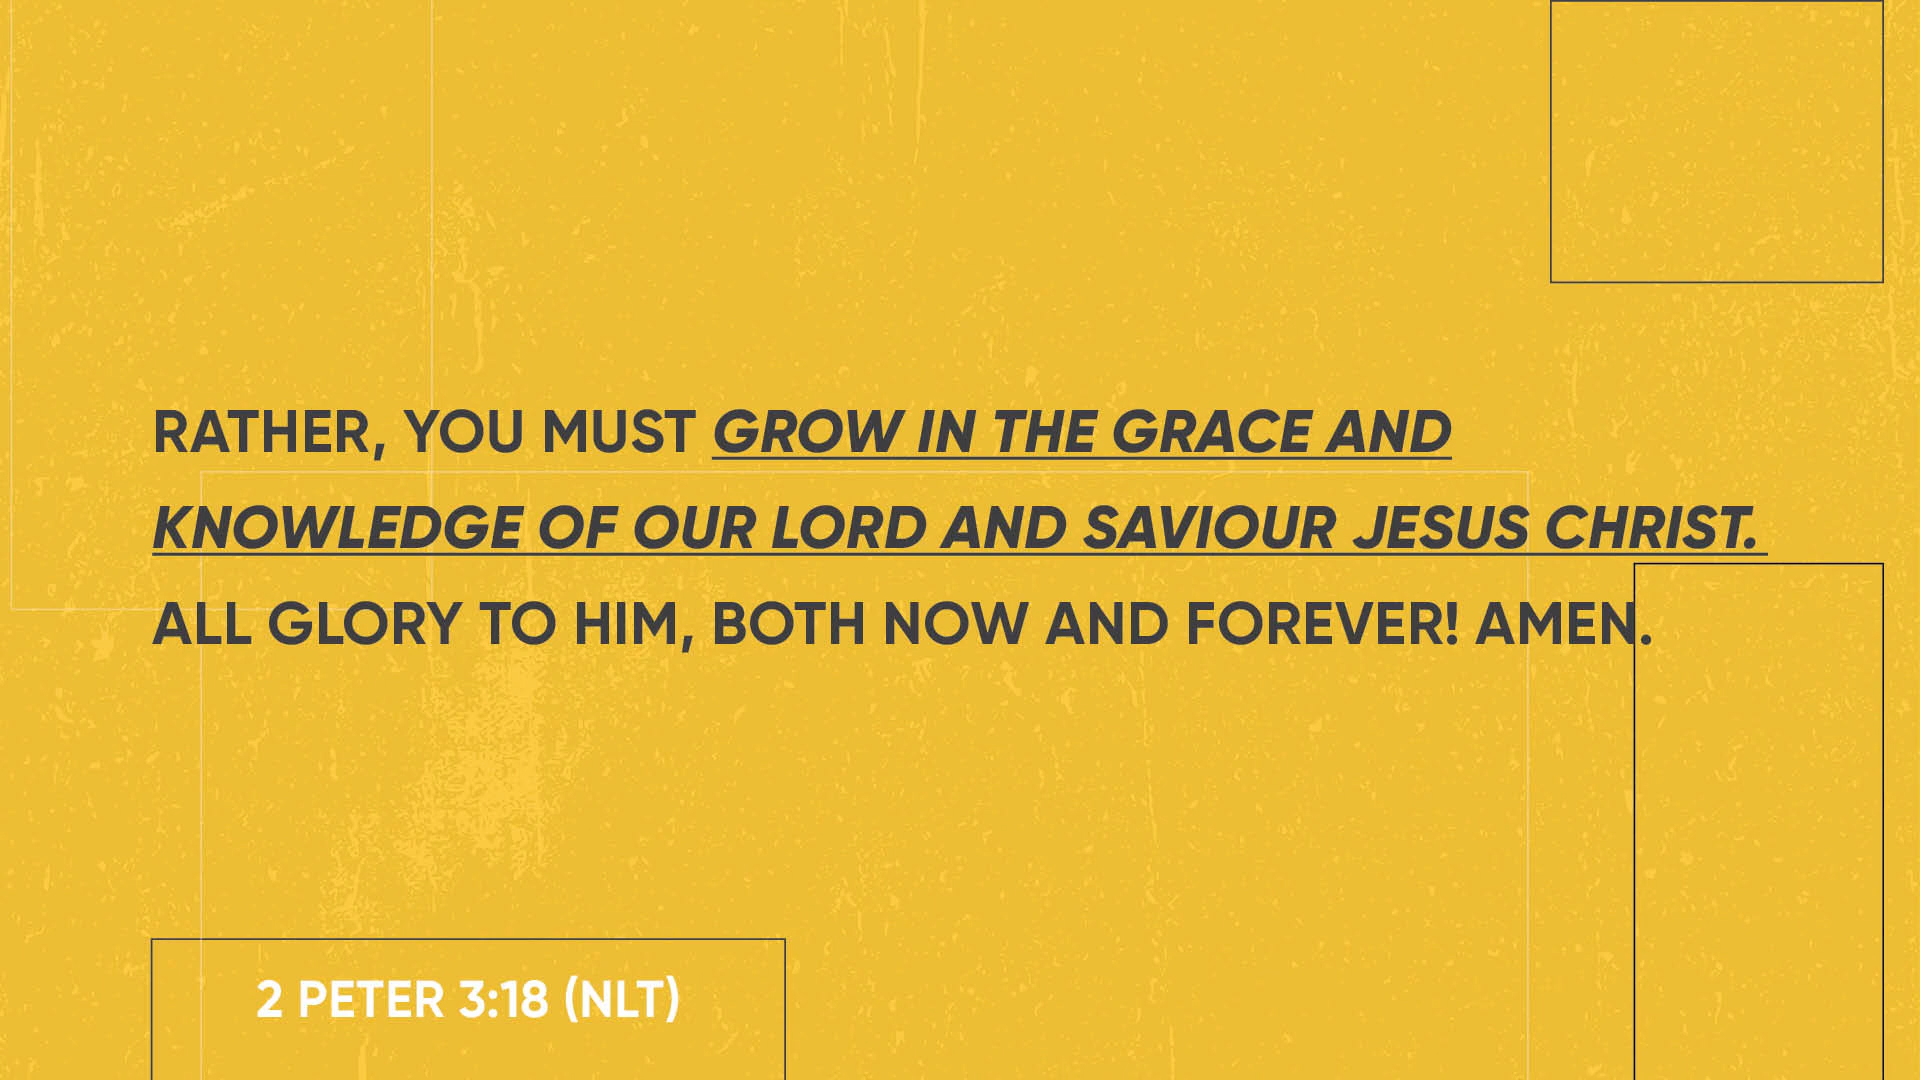 RATHER, YOU MUST GROW IN THE GRACE AND
KNOWLEDGE OF OUR LORD AND SAVIOUR JESUS CHRIST.
ALL GLORY TO HIM, BOTH NOW AND FOREVER! AMEN.
2 PETER 3:18 (NLT)